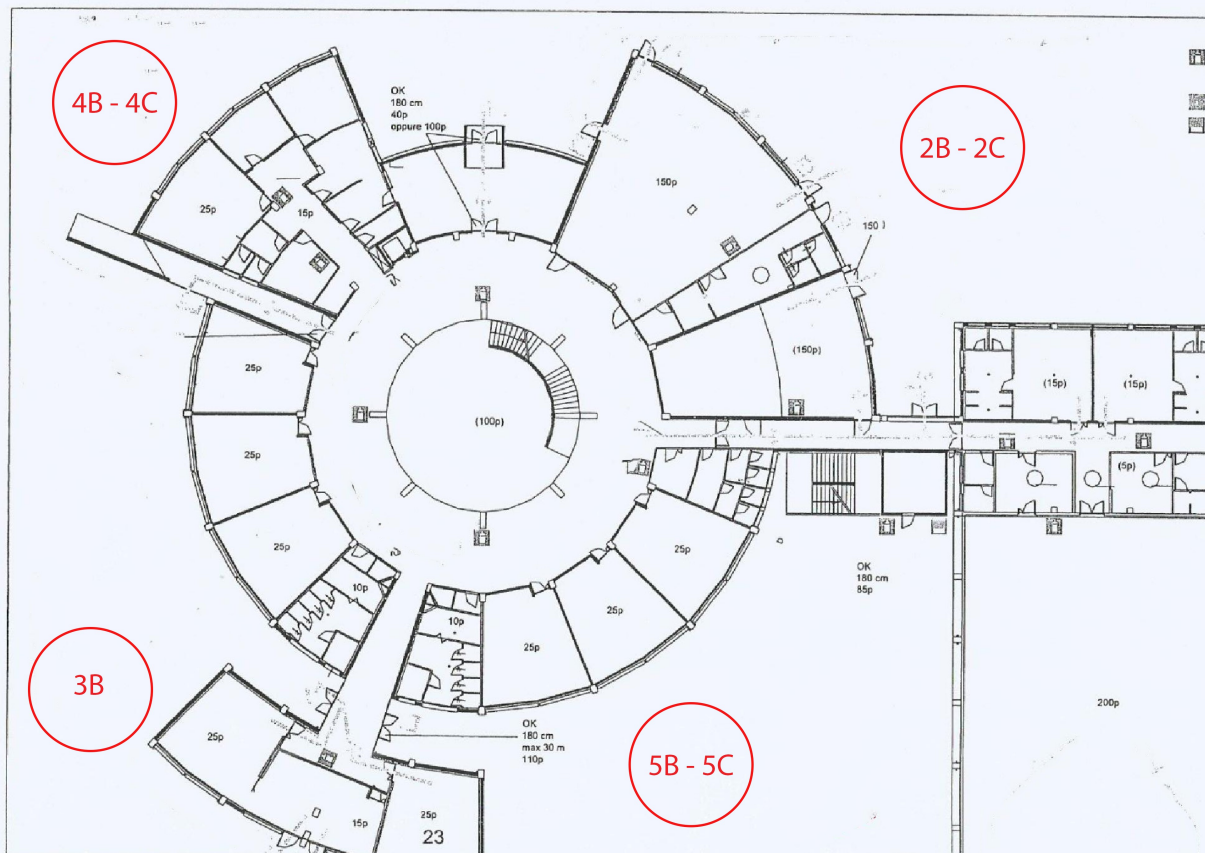 4B - 4C
OK
180 cm
40p
oppure 100p
2B - 2C
150p
25p
15p
150
25p
(150p)
(15p)
(15p)
(100p)
25p
(5p)
25p
25p
OK
180 cm
85p
10p
25p
10p
25p
3B
200p
25p
OK
180 cm
max 30 m
110p
5B - 5C
25p
15p
23